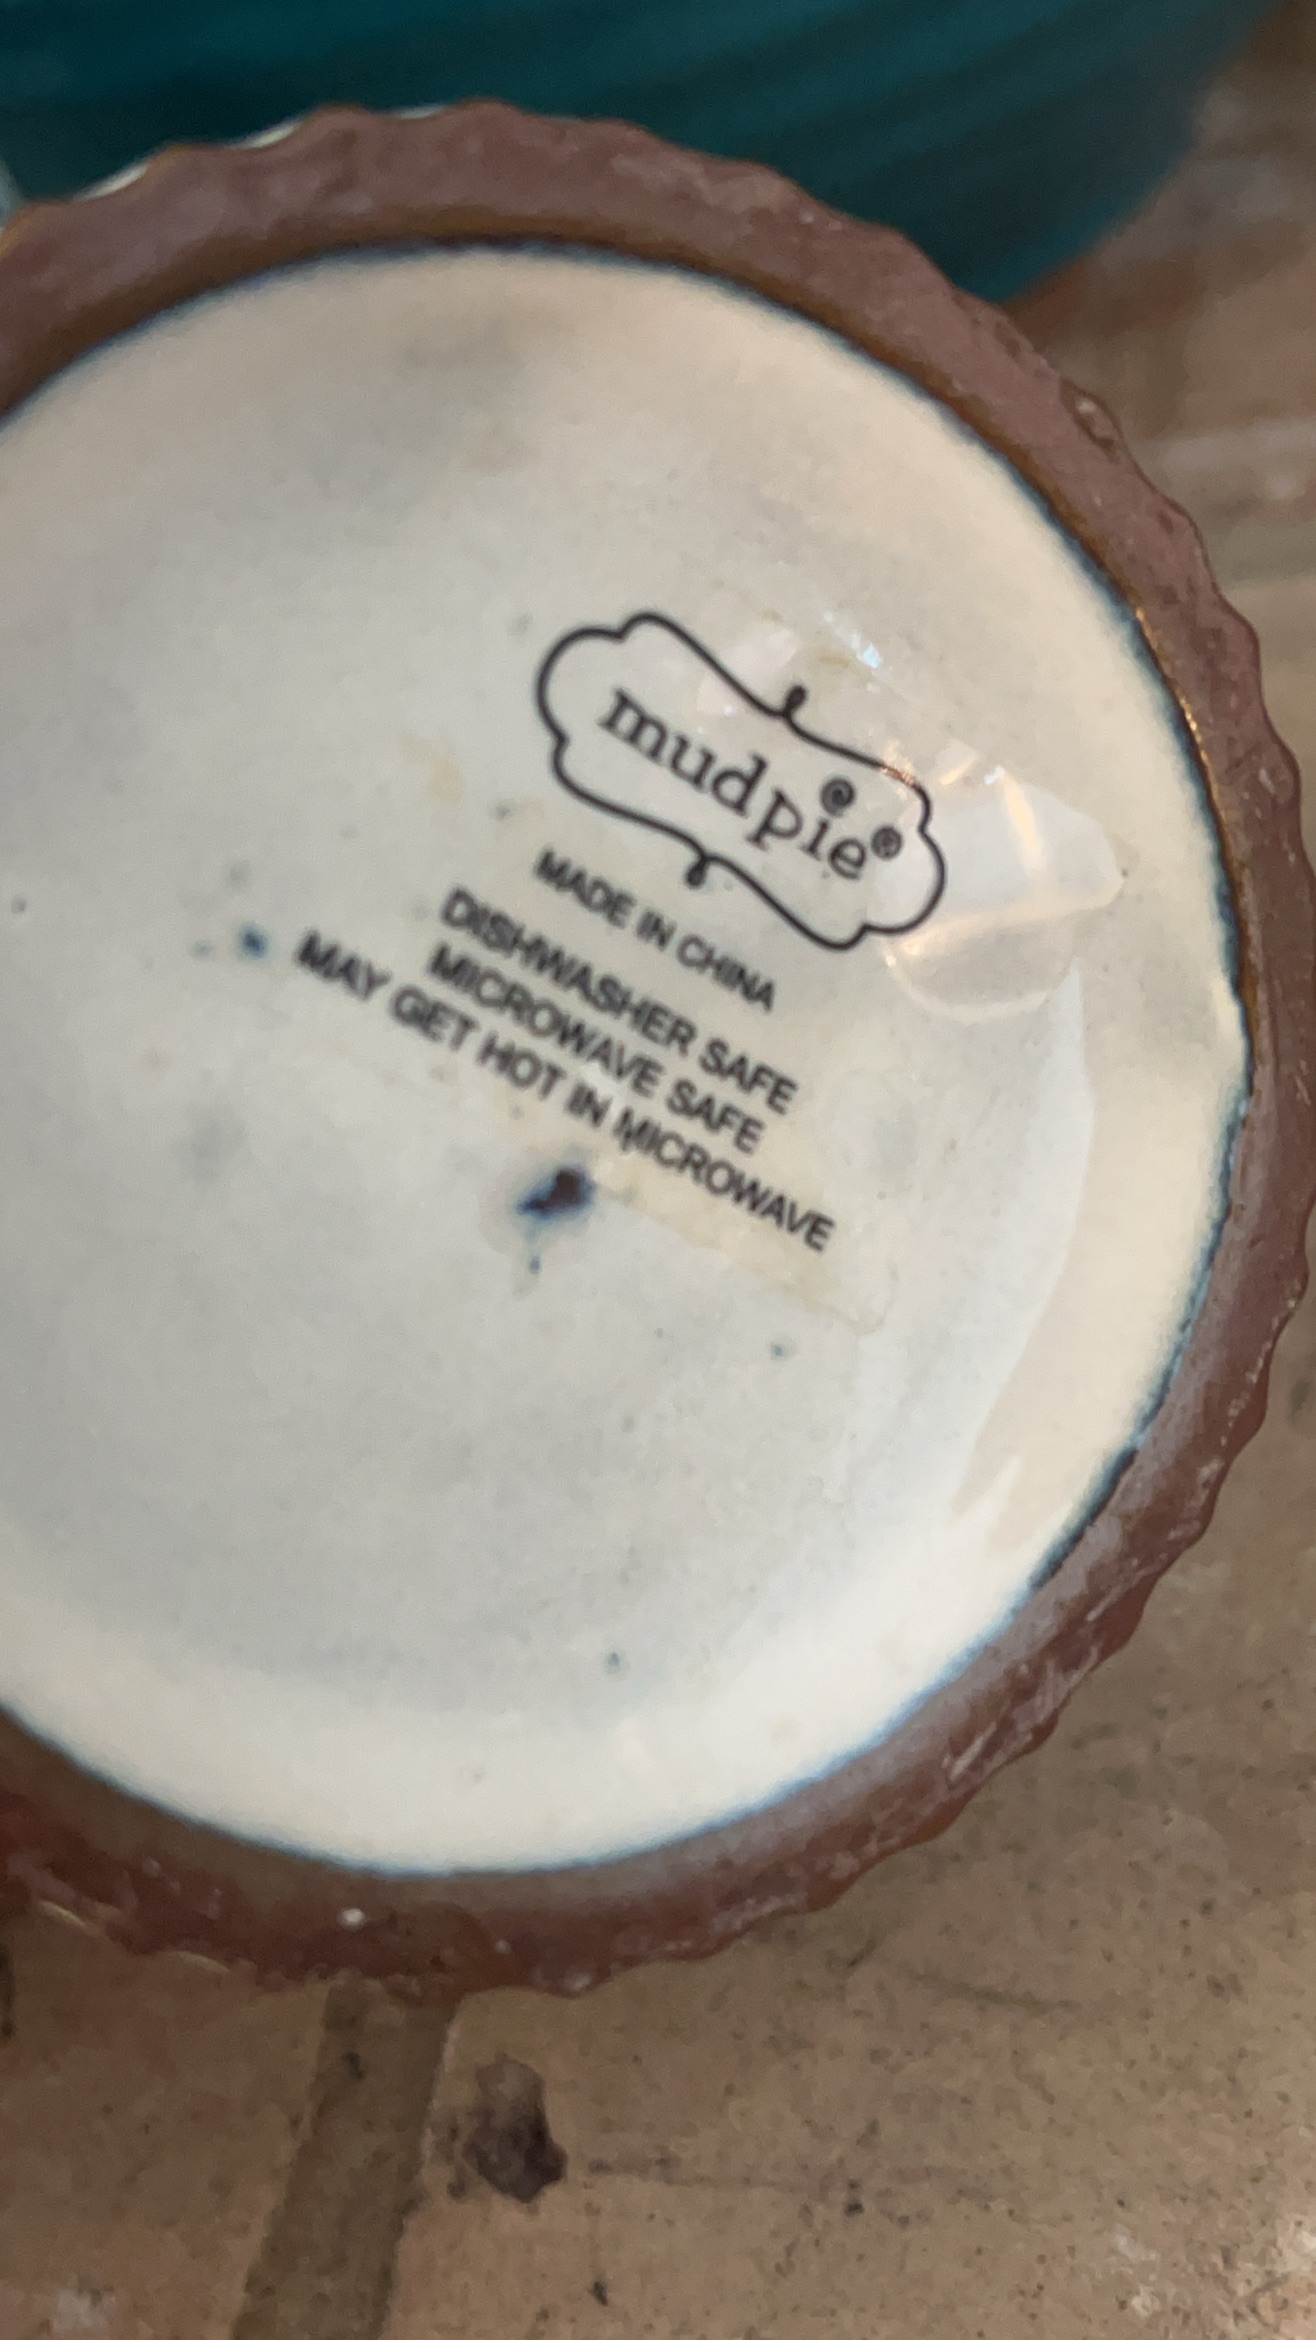 mudpie®
MADE IN CHINA
DISHWASHER SAFE
MICROWAVE SAFE
MAY GET HOT IN MICROWAVE